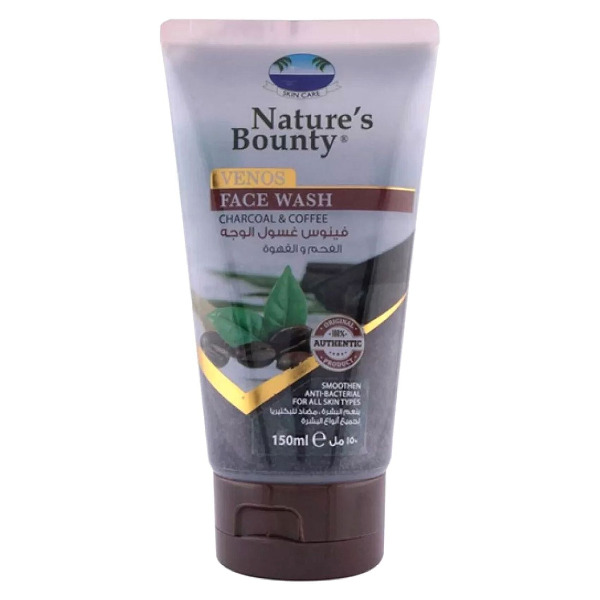 SKIN CARE
Nature's
Bounty®
VENOS
FACE WASH
CHARCOAL & COFFEE
فينوس غسول الوجه
الفحم و القهوة
ORIGINAL
100%
AUTHENTIC
PRODUCT
SMOOTHEN
ANTI-BACTERIAL
FOR ALL SKIN TYPES
ينعم البشرة ، مضاد للبكتيريا
لجميع أنواع البشرة
150ml e ١٥٠ مل